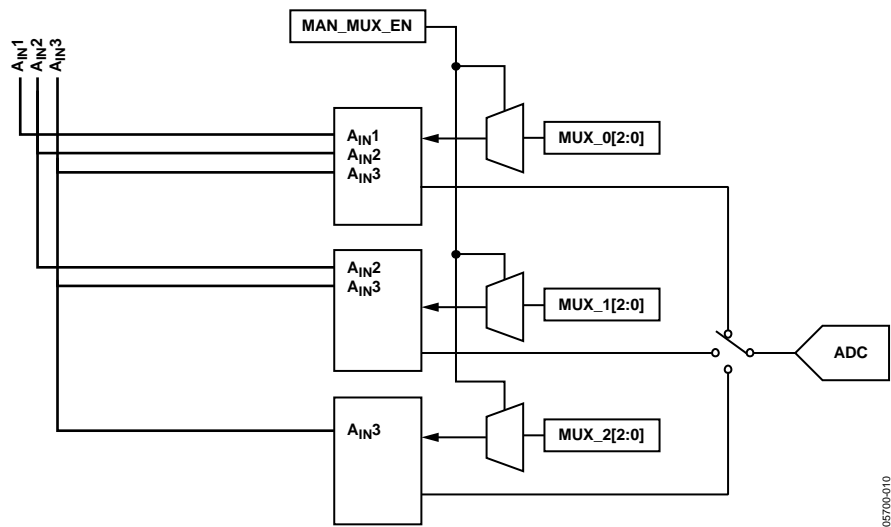 MAN_MUX_EN
AIN1
AIN2
AIN3
AIN1
AIN2
AIN3
MUX_0[2:0]
AIN2
AIN3
MUX_1[2:0]
ADC
AIN3
MUX_2[2:0]
05700-010